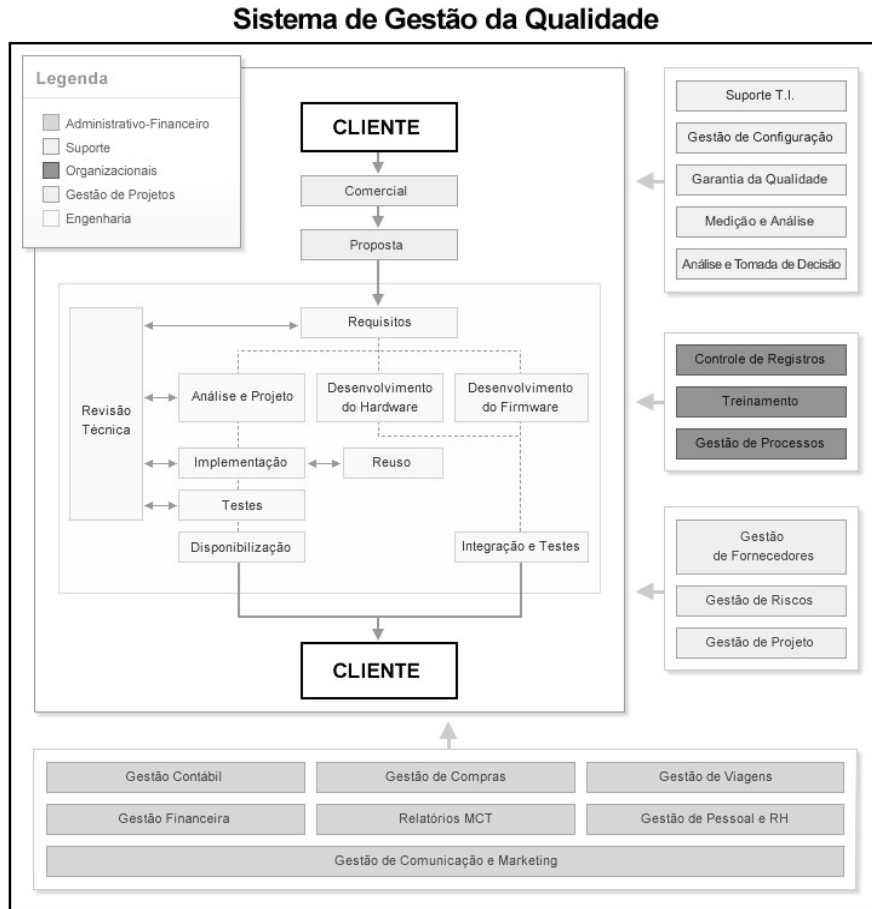 Sistema de Gestão da Qualidade
Legenda
Administrativo-Financeiro
Suporte
Organizacionais
Gestão de Projetos
Engenharia
CLIENTE
Comercial
Proposta
Requisitos
Revisão
Técnica
Análise e Projeto
Desenvolvimento
do Hardware
Desenvolvimento
do Firmware
Implementação
Reuso
Testes
Disponibilização
Integração e Testes
CLIENTE
Suporte T.I.
Gestão de Configuração
Garantia da Qualidade
Medição e Análise
Análise e Tomada de Decisão
Controle de Registros
Treinamento
Gestão de Processos
Gestão
de Fornecedores
Gestão de Riscos
Gestão de Projeto
Gestão Contábil
Gestão de Compras
Gestão de Viagens
Gestão Financeira
Relatórios MCT
Gestão de Pessoal e RH
Gestão de Comunicação e Marketing